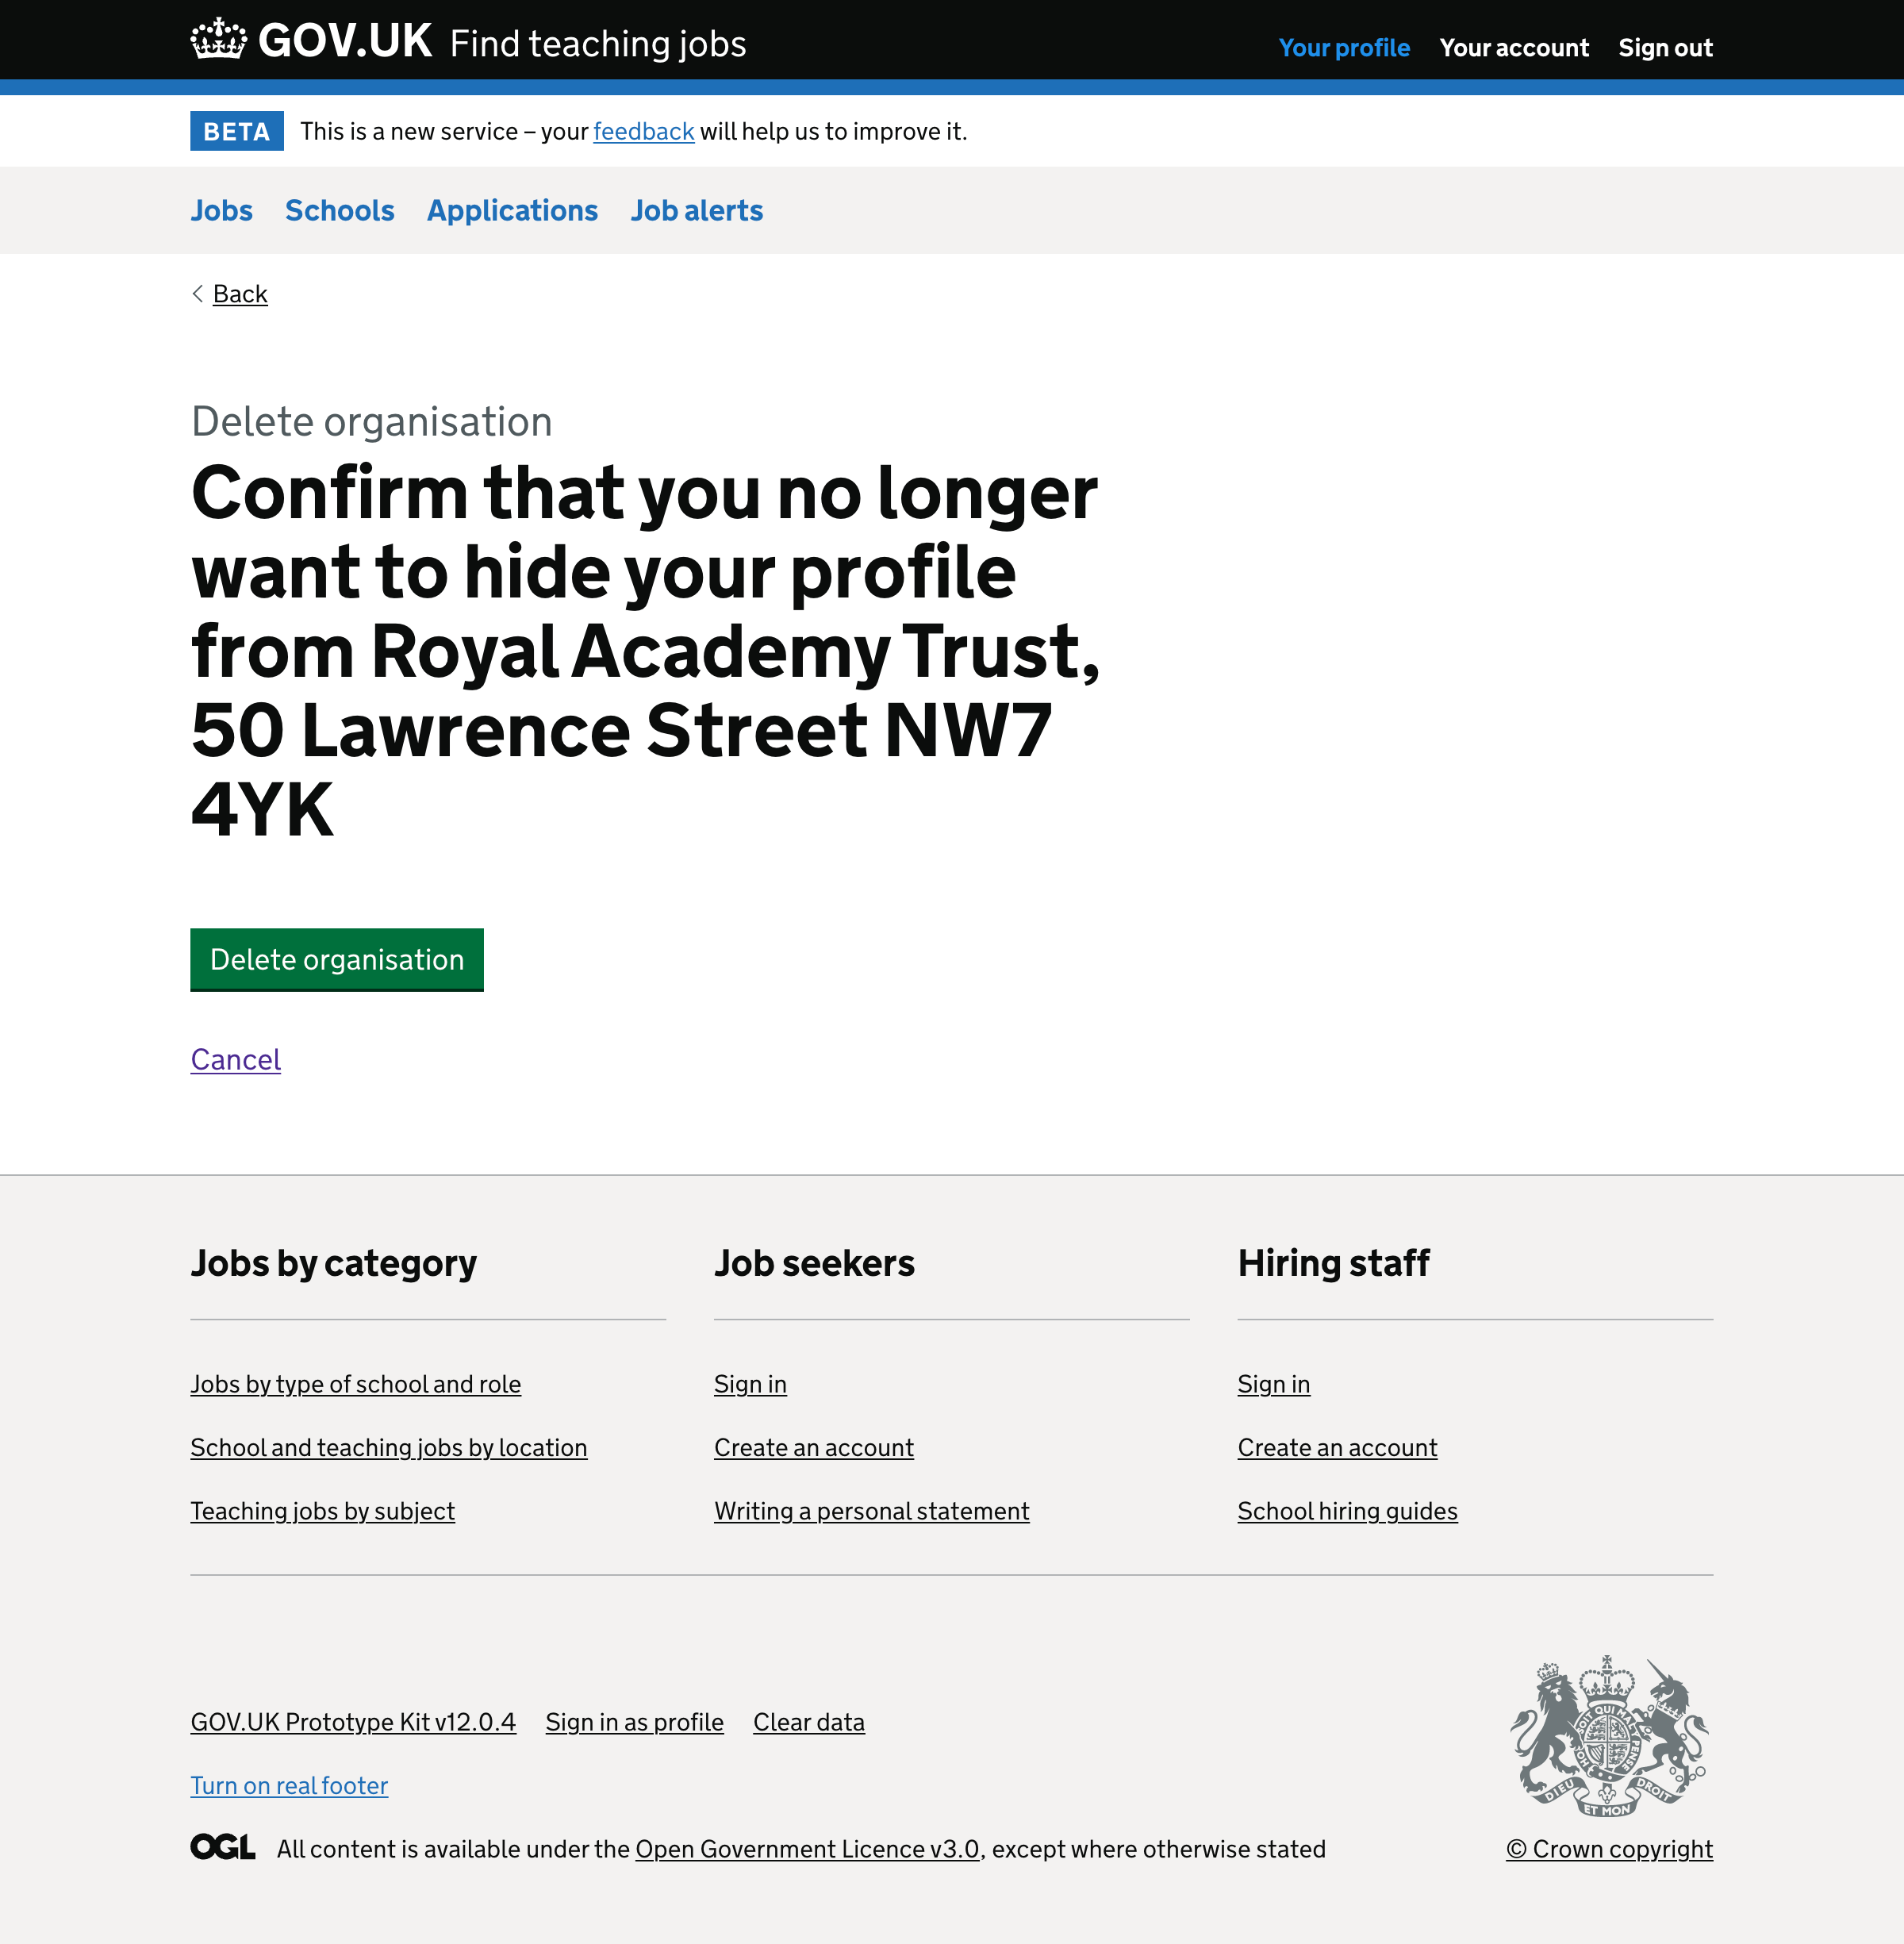 GOV.UK Find teaching jobs
Your profile Your account Sign out
BETA This is a new service – your feedback will help us to improve it.
Jobs Schools Applications Job alerts
Back
Delete organisation
Confirm that you no longer
want to hide your profile
from Royal Academy Trust,
50 Lawrence Street NW7
4YK
Delete organisation
Cancel
Jobs by category
Jobs by type of school and role
School and teaching jobs by location
Teaching jobs by subject
Job seekers
Sign in
Create an account
Writing a personal statement
Hiring staff
Sign in
Create an account
School hiring guides
GOV.UK Prototype Kit v12.0.4 Sign in as profile Clear data
Turn on real footer
OGL All content is available under the Open Government Licence v3.0, except where otherwise stated
DIEU ET MON DROIT
© Crown copyright